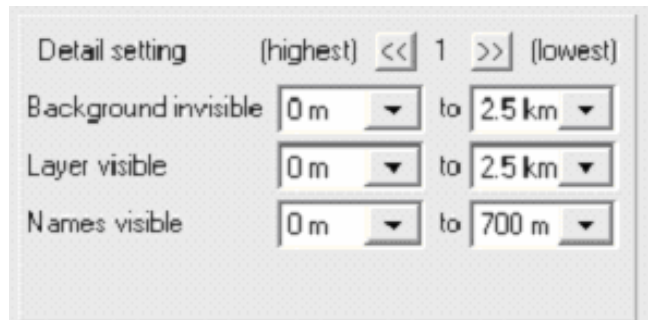 Detail setting (highest) << 1 >> (lowest)
Background invisible 0 m to 2.5 km
Layer visible 0 m to 2.5 km
Names visible 0 m to 700 m